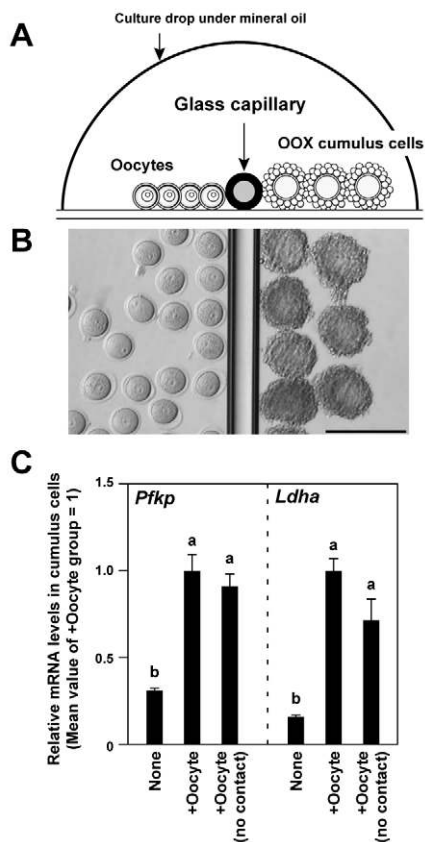 A
Culture drop under mineral oil
Glass capillary
OOX cumulus cells
Oocytes
B
C
Relative mRNA levels in cumulus cells
(Mean value of +Oocyte group = 1)
1.5
1.0
0.5
0
Pfkp
Ldha
b
a
a
b
a
a
None
+Oocyte
+Oocyte
(no contact)
None
+Oocyte
+Oocyte
(no contact)